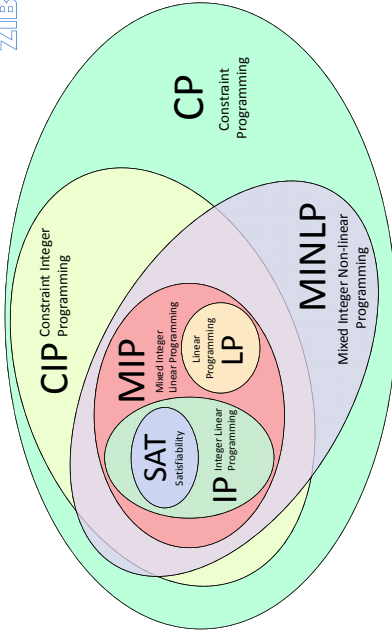 ZIB
CP
Constraint
Programming
CIP Constraint Integer
Programming
MINLP
Mixed Integer Non-linear
Programming
MIP
Mixed Integer
Linear Programming
Linear
Programming
LP
SAT
Satisfiability
IP Integer Linear
Programming